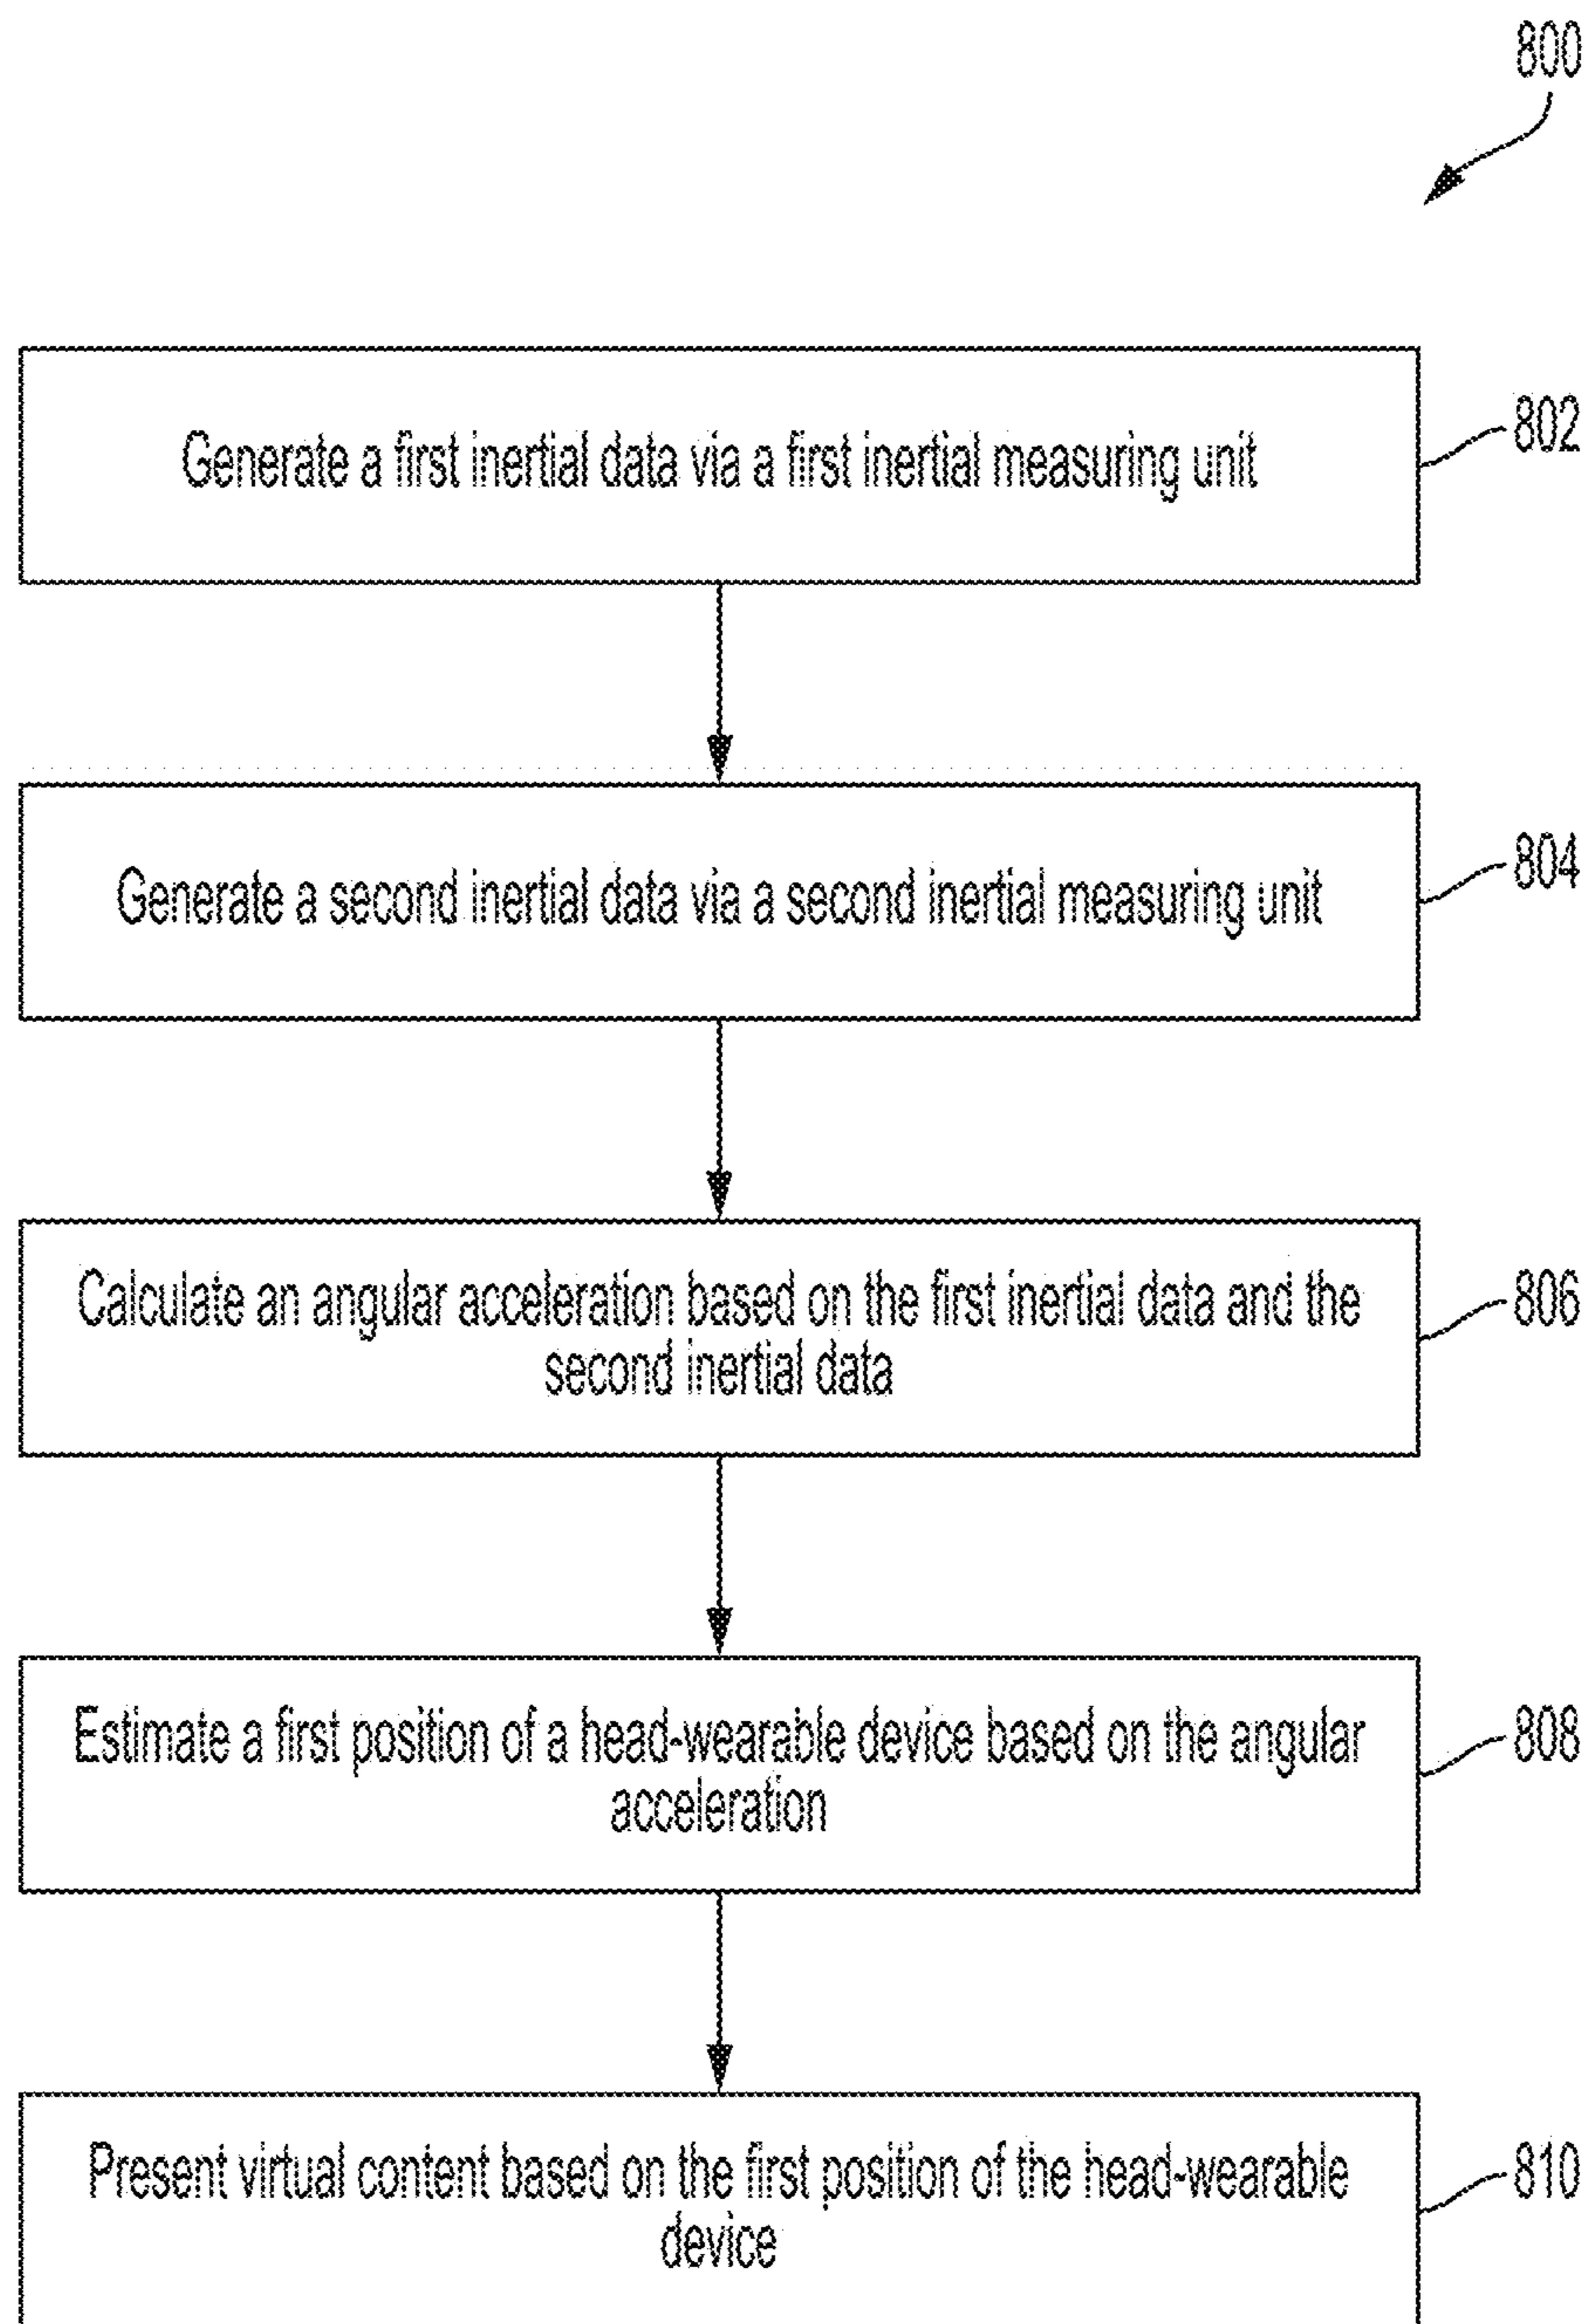 800
Generate a first inertial data via a first inertial measuring unit
802
Generate a second inertial data via a second inertial measuring unit
804
Calculate an angular acceleration based on the first inertial data and the
second inertial data
806
Estimate a first position of a head-wearable device based on the angular
acceleration
808
Present virtual content based on the first position of the head-wearable
device
810